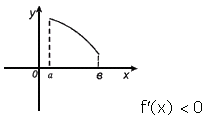 y
0 a в x
f′(x) < 0